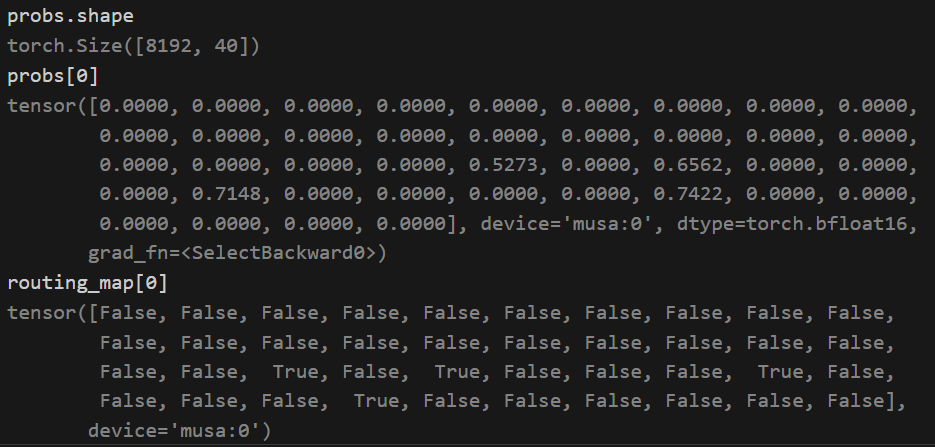 probs.shape
torch.Size([8192, 40])
probs[0]
tensor([0.0000, 0.0000, 0.0000, 0.0000, 0.0000, 0.0000, 0.0000, 0.0000, 0.0000,
        0.0000, 0.0000, 0.0000, 0.0000, 0.0000, 0.0000, 0.0000, 0.0000, 0.0000,
        0.0000, 0.0000, 0.0000, 0.0000, 0.5273, 0.0000, 0.6562, 0.0000, 0.0000,
        0.0000, 0.7148, 0.0000, 0.0000, 0.0000, 0.0000, 0.7422, 0.0000, 0.0000,
        0.0000, 0.0000, 0.0000, 0.0000], device='musa:0', dtype=torch.bfloat16,
       grad_fn=<SelectBackward0>)
routing_map[0]
tensor([False, False, False, False, False, False, False, False, False, False,
        False, False, False, False, False, False, False, False, False, False,
        False, False,  True, False,  True, False, False, False,  True, False,
        False, False, False,  True, False, False, False, False, False, False],
       device='musa:0')